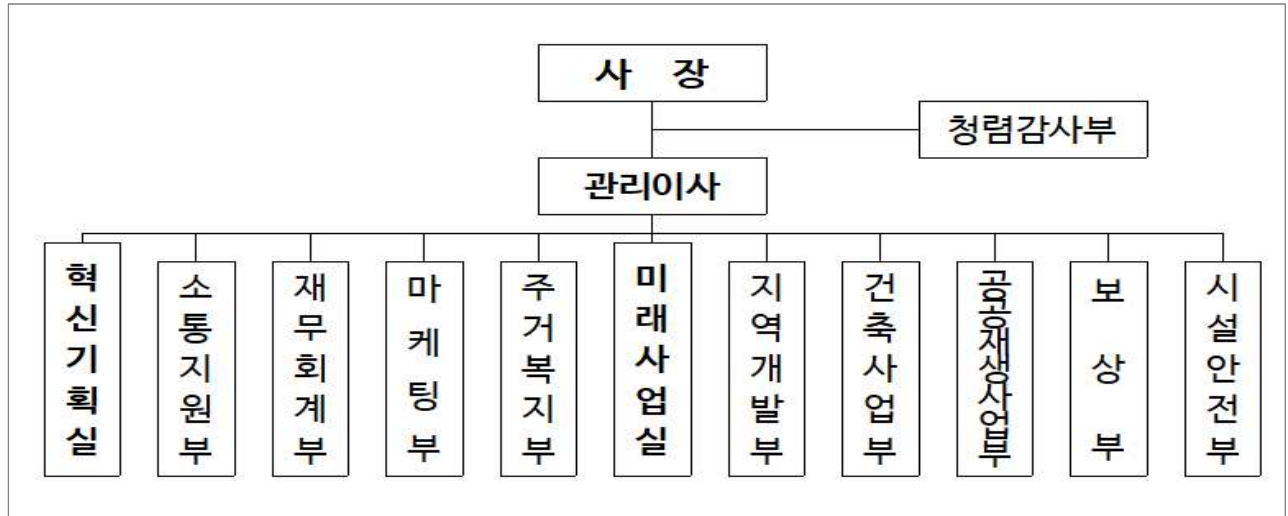 사 장
청렴감사부
관리이사
혁신기획실
소통지원부
재무회계부
마케팅부
주거복지부
미래사업실
지역개발부
건축사업부
공공재생사업부
보상부
시설안전부